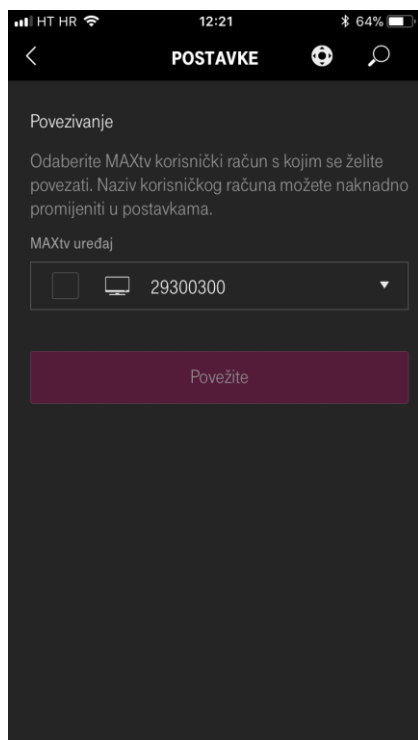 HT HR 12:21 64%
POSTAVKE
Povezivanje
Odaberite MAXtv korisnički račun s kojim se želite
povezati. Naziv korisničkog računa možete naknadno
promijeniti u postavkama.
MAXtv uređaj
29300300
Povežite